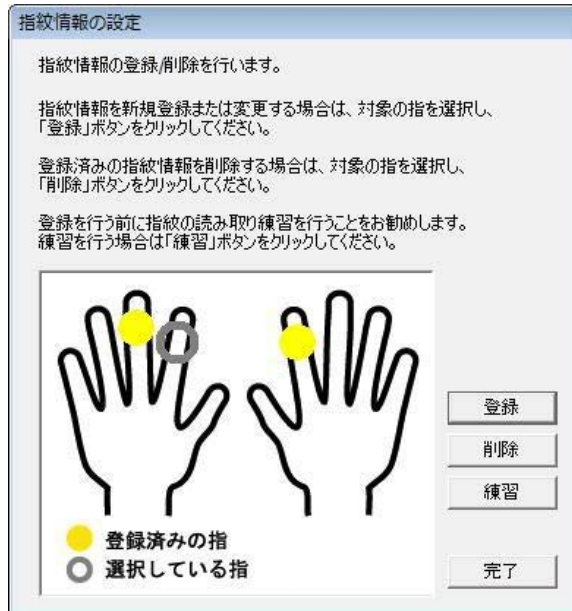 指紋情報の設定
指紋情報の登録/削除を行います。
指紋情報を新規登録または変更する場合は、対象の指を選択し、
「登録」ボタンをクリックしてください。
登録済みの指紋情報を削除する場合は、対象の指を選択し、
「削除」ボタンをクリックしてください。
登録を行う前に指紋の読み取り練習を行うことをお勧めします。
練習を行う場合は「練習」ボタンをクリックしてください。
登録
削除
練習
登録済みの指
選択している指
完了